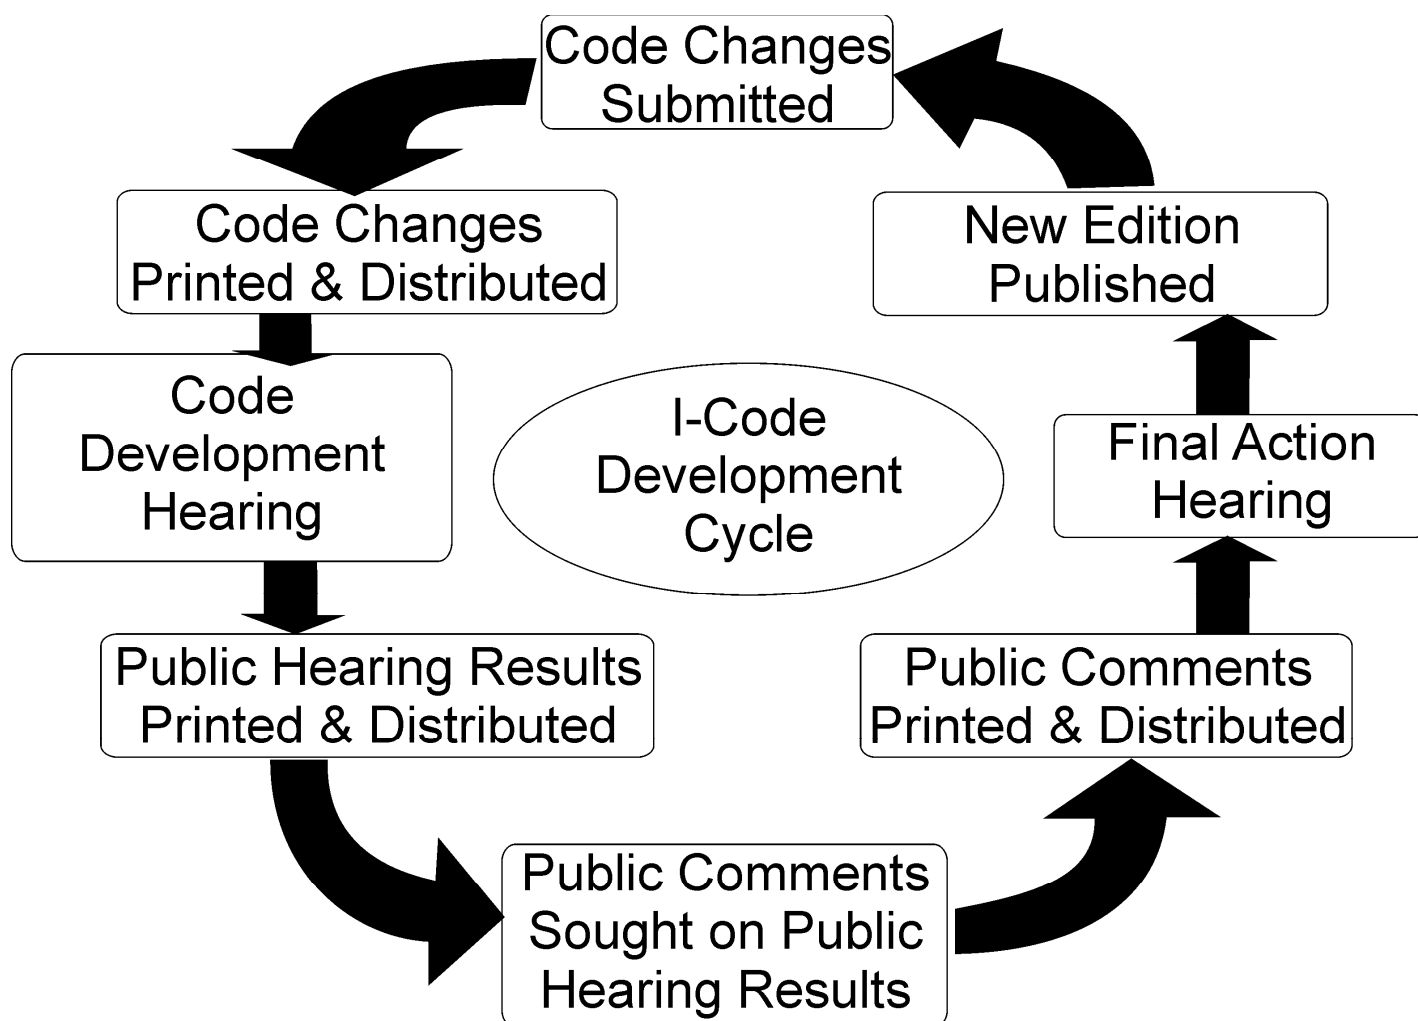 Code Changes
Submitted
Code Changes
Printed & Distributed
New Edition
Published
Code
Development
Hearing
I-Code
Development
Cycle
Final Action
Hearing
Public Hearing Results
Printed & Distributed
Public Comments
Printed & Distributed
Public Comments
Sought on Public
Hearing Results